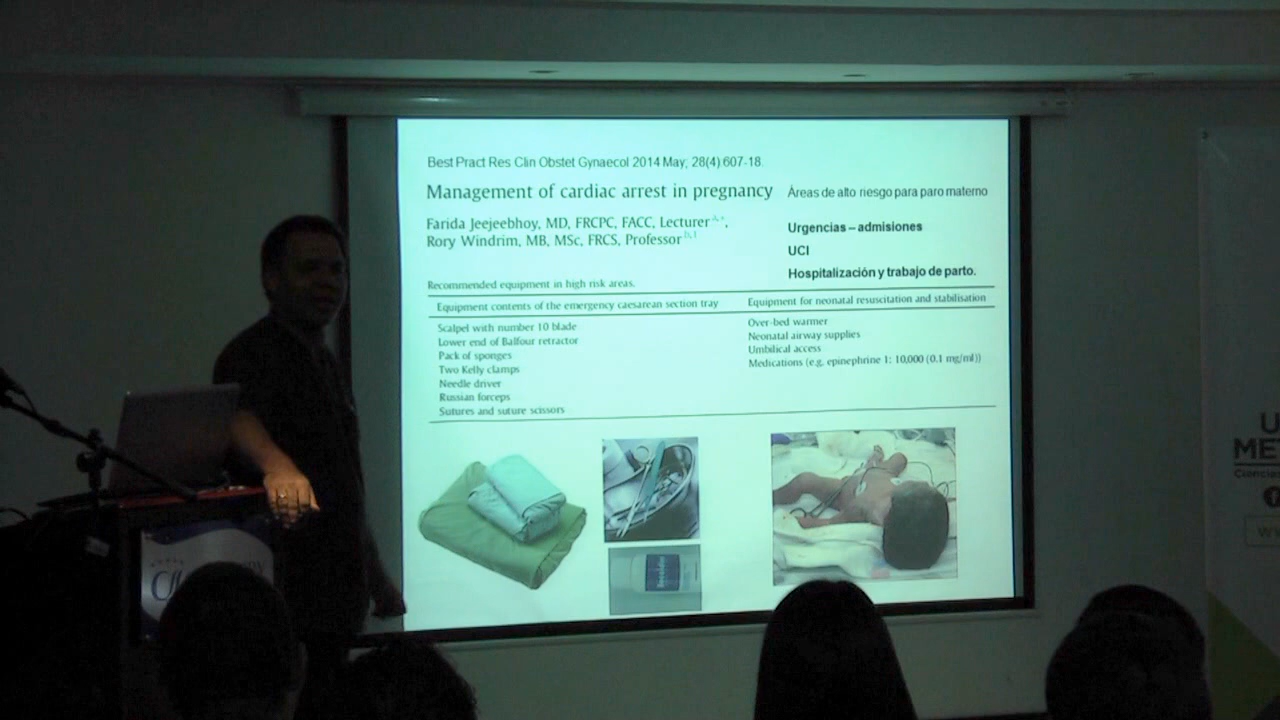 Best Pract Res Clin Obstet Gynaecol 2014 May; 28(4):607-18.
Management of cardiac arrest in pregnancy
Farida Jeejeebhoy, MD, FRCPC, FACC, Lecturer
Rory Windrim, MB, MSc, FRCS, Professor
Áreas de alto riesgo para paro materno
Urgencias – admisiones
UCI
Hospitalización y trabajo de parto.
Recommended equipment in high risk areas.
Equipment contents of the emergency caesarean section tray
Scalpel with number 10 blade
Lower end of Balfour retractor
Pack of sponges
Two Kelly clamps
Needle driver
Russian forceps
Sutures and suture scissors
Equipment for neonatal resuscitation and stabilisation
Over-bed warmer
Neonatal airway supplies
Umbilical access
Medications (e.g. epinephrine 1: 10,000 (0.1 mg/ml))
U
ME
Ciencias